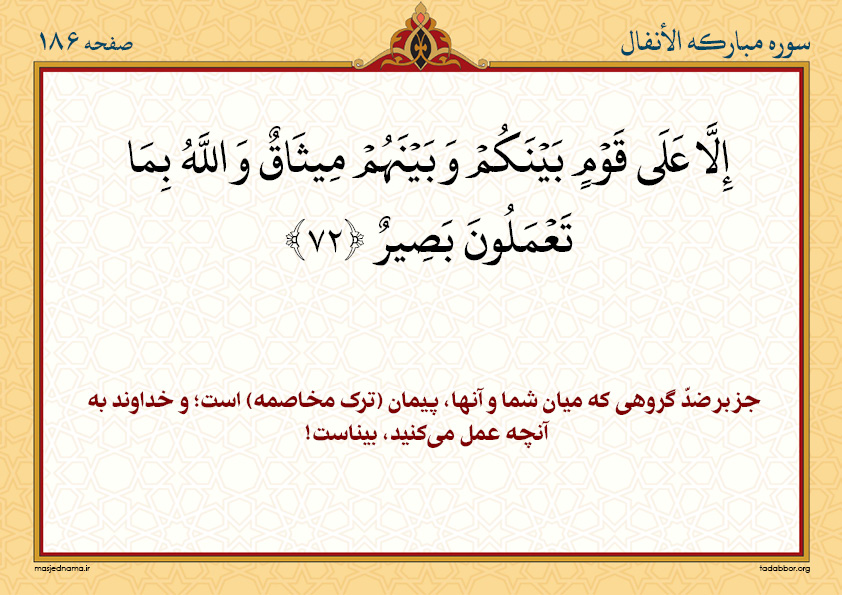 سوره مبارکه الأنفال
صفحه ۱۸۶
إِلَّا عَلَى قَوْمٍ بَيْنَكُمْ وَ بَيْنَهُمْ مِيثَاقٌ وَ اللَّهُ بِمَا
تَعْمَلُونَ بَصِيرٌ ﴿۷۲﴾
جز بر ضدّ گروهی که میان شما و آنها، پیمان (ترک مخاصمه) است؛ و خداوند به
آنچه عمل می‌کنید، بیناست!
masjednama.ir
tadabbor.org